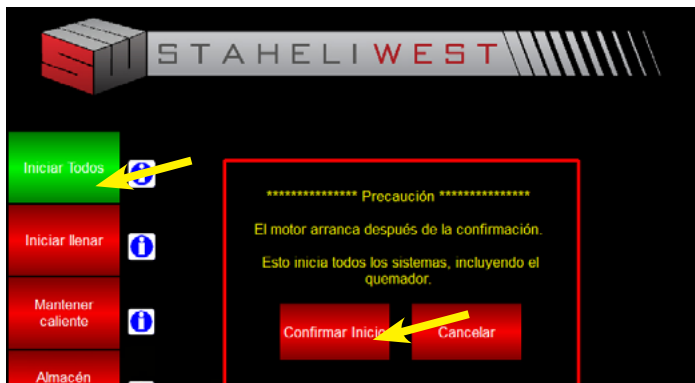 STAHELIWEST
Iniciar Todos
*************** Precaución ***************
El motor arranca después de la confirmación.
Iniciar llenar
Esto inicia todos los sistemas, incluyendo el
quemador.
Mantener
caliente
Confirmar Inicio
Cancelar
Almacén